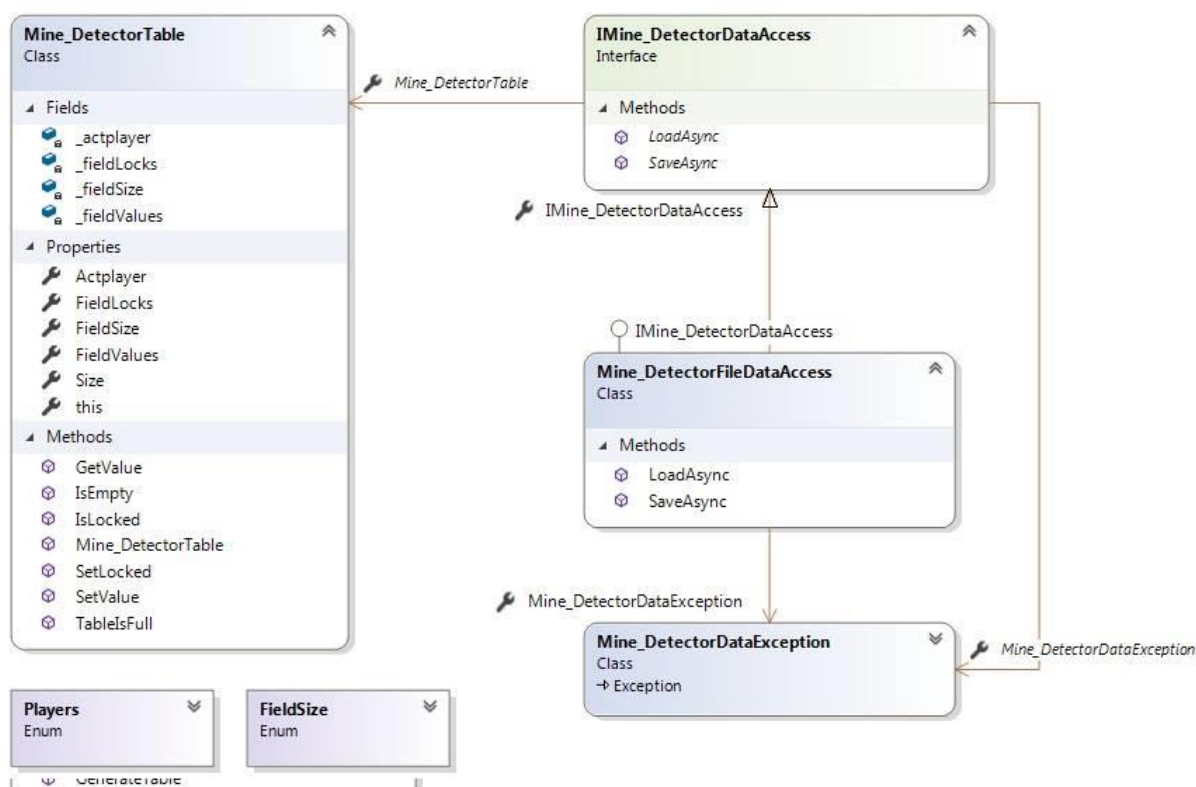 Mine_DetectorTable
Class
Fields
_actplayer
_fieldLocks
_fieldSize
_fieldValues
Properties
Actplayer
FieldLocks
FieldSize
FieldValues
Size
this
Methods
GetValue
IsEmpty
IsLocked
Mine_DetectorTable
SetLocked
SetValue
TableIsFull
Mine_DetectorTable
IMine_DetectorDataAccess
Interface
Methods
LoadAsync
SaveAsync
IMine_DetectorDataAccess
IMine_DetectorDataAccess
Mine_DetectorFileDataAccess
Class
Methods
LoadAsync
SaveAsync
Mine_DetectorDataException
Mine_DetectorDataException
Class
Exception
Mine_DetectorDataException
Players
Enum
FieldSize
Enum
GenerateTable